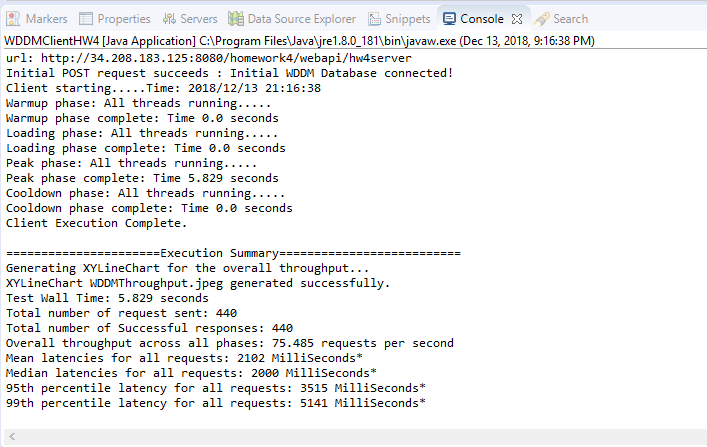 Markers Properties Servers Data Source Explorer Snippets Console Search
WDDMClientHW4 [Java Application] C:\Program Files\Java\jre1.8.0_181\bin\javaw.exe (Dec 13, 2018, 9:16:38 PM)
url: http://34.208.183.125:8080/homework4/webapi/hw4server
Initial POST request succeeds : Initial WDDM Database connected!
Client starting.....Time: 2018/12/13 21:16:38
Warmup phase: All threads running.....
Warmup phase complete: Time 0.0 seconds
Loading phase: All threads running.....
Loading phase complete: Time 0.0 seconds
Peak phase: All threads running.....
Peak phase complete: Time 5.829 seconds
Cooldown phase: All threads running.....
Cooldown phase complete: Time 0.0 seconds
Client Execution Complete.
======================Execution Summary==========================
Generating XYLineChart for the overall throughput...
XYLineChart WDDMThroughput.jpeg generated successfully.
Test Wall Time: 5.829 seconds
Total number of request sent: 440
Total number of Successful responses: 440
Overall throughput across all phases: 75.485 requests per second
Mean latencies for all requests: 2102 MilliSeconds*
Median latencies for all requests: 2000 MilliSeconds*
95th percentile latency for all requests: 3515 MilliSeconds*
99th percentile latency for all requests: 5141 MilliSeconds*